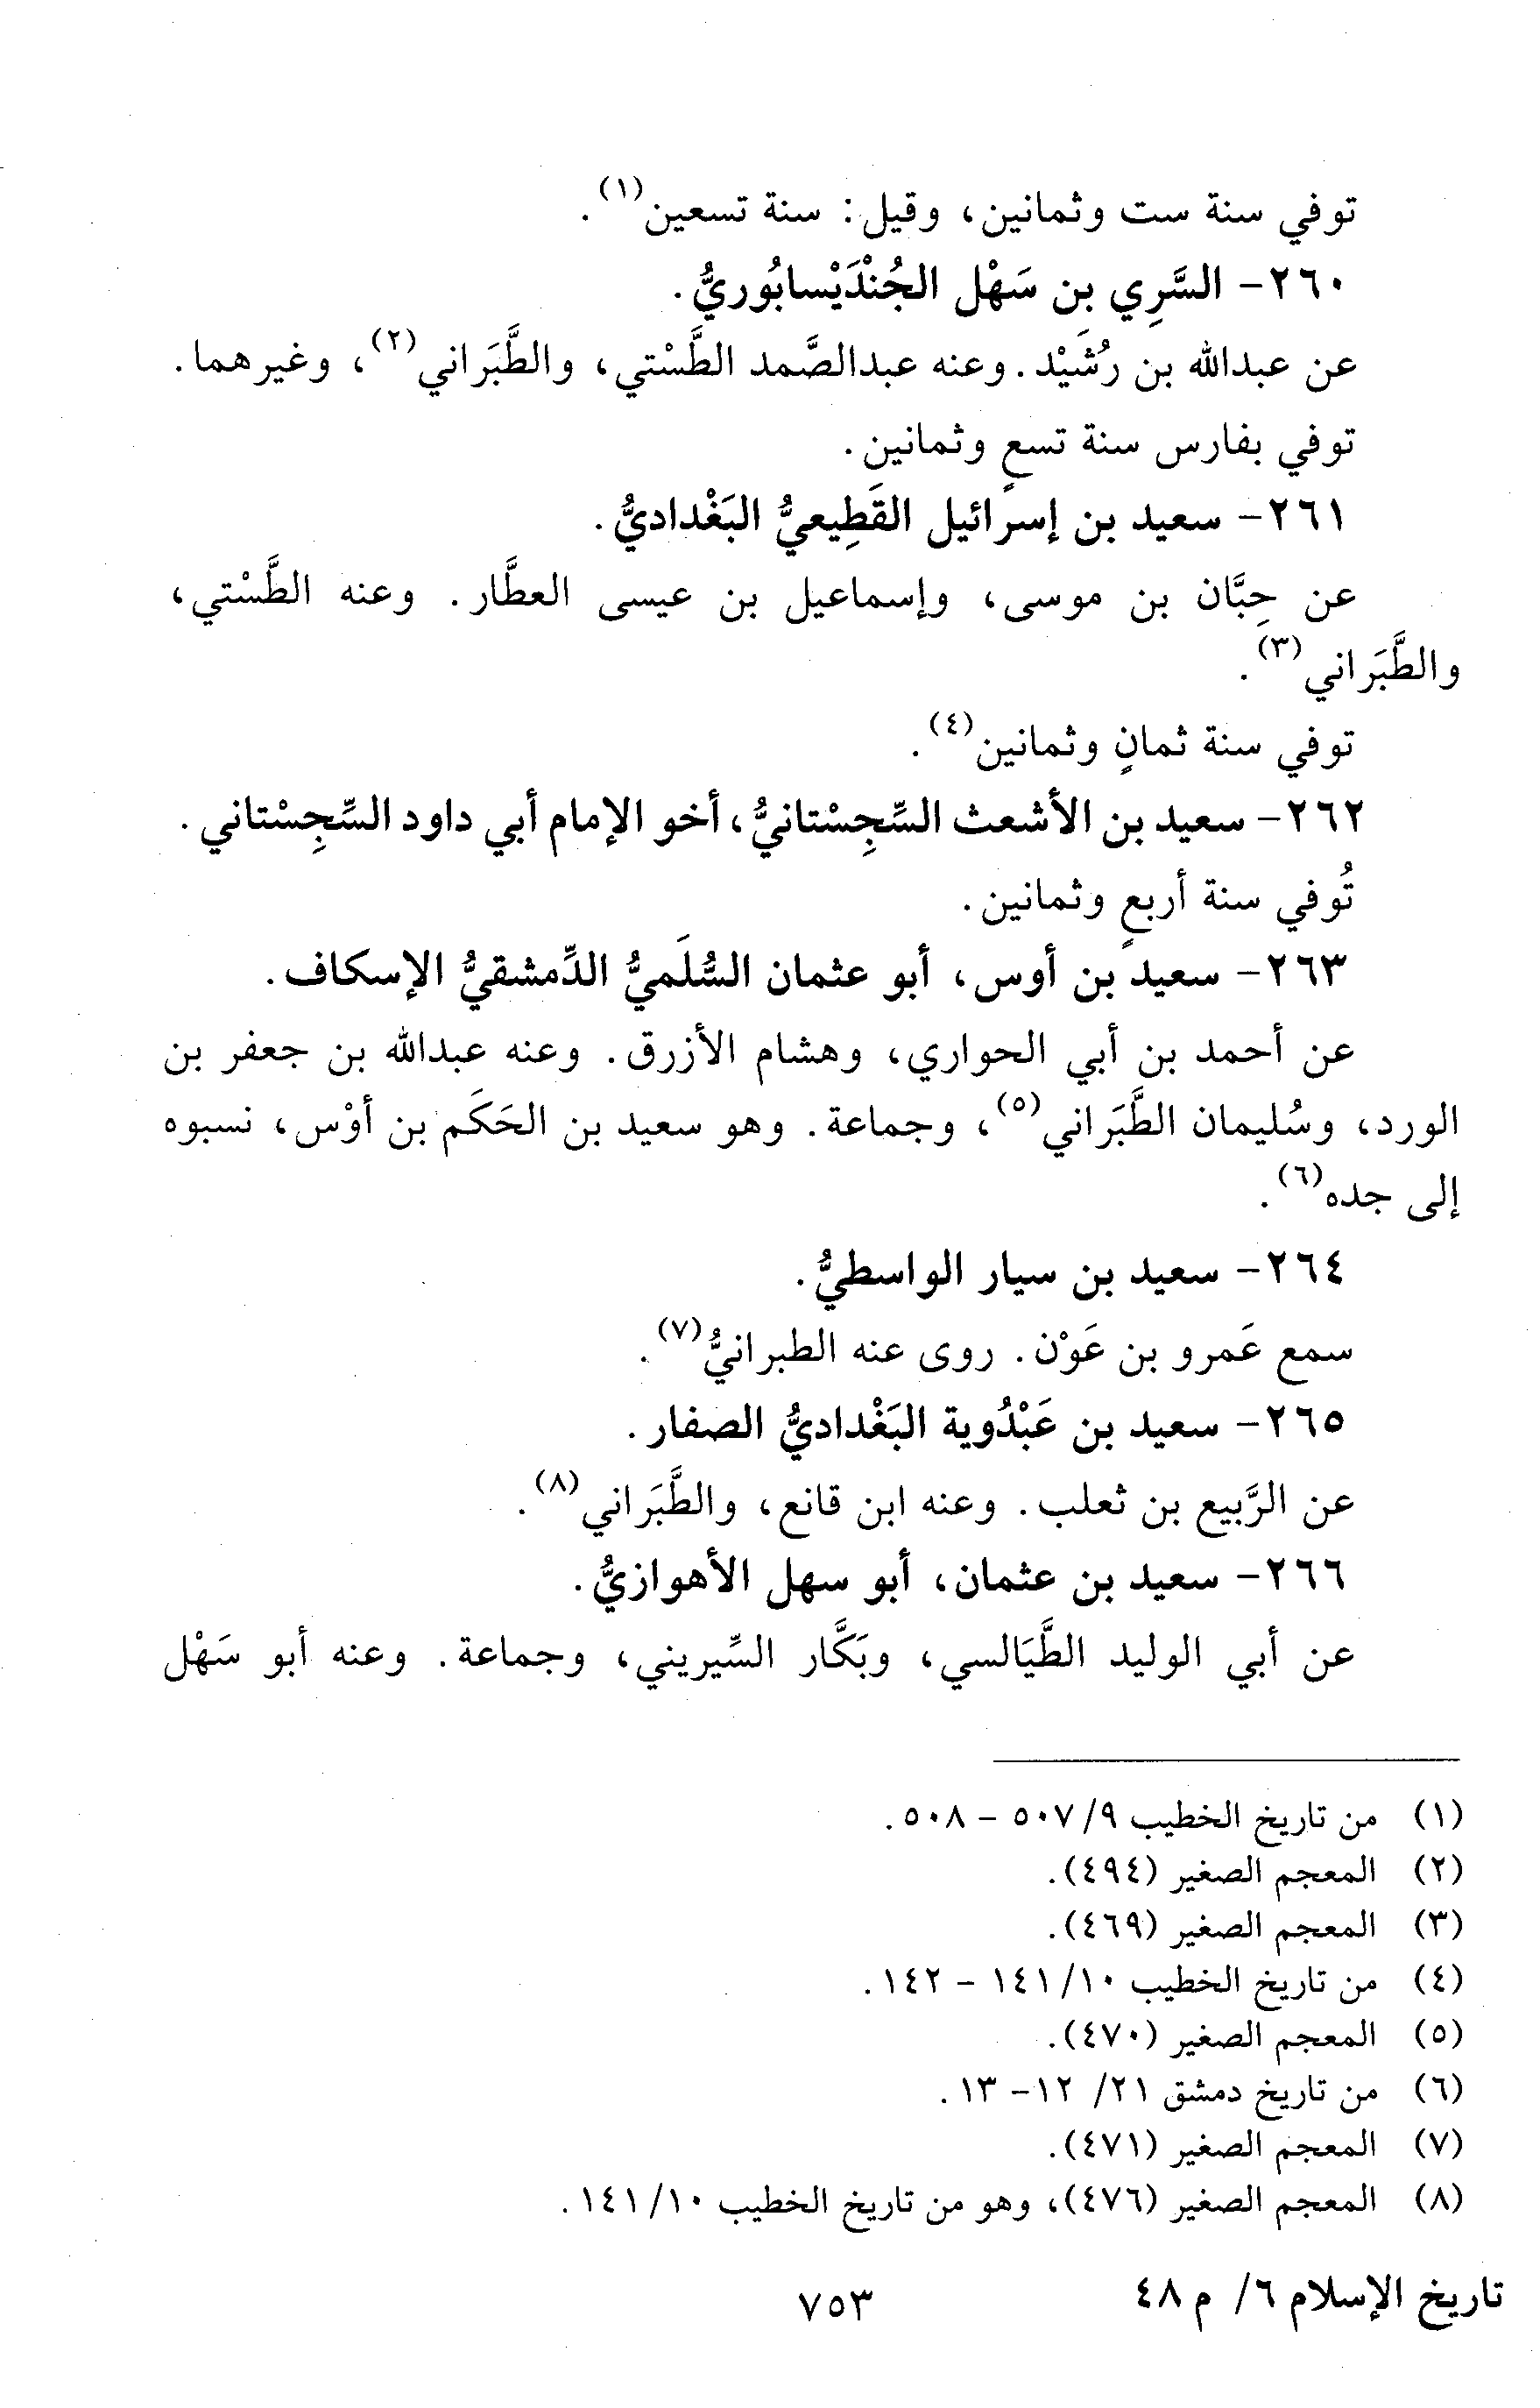 توفي سنة ست وثمانين، وقيل: سنة تسعين(١).
٢٦٠- السَّرِي بن سَهْل الجُنْدَيْسابُوريُّ.
عن عبدالله بن رُشَيْد. وعنه عبدالصَّمد الطَّسْتي، والطَّبَراني(٢)، وغيرهما.
توفي بفارس سنة تسعٍ وثمانين.
٢٦١- سعيد بن إسرائيل القَطِيعيُّ البَغْداديُّ.
عن حِبَّان بن موسى، وإسماعيل بن عيسى العطَّار. وعنه الطَّسْتي،
والطَّبَراني(٣).
توفي سنة ثمانٍ وثمانين(٤).
٢٦٢- سعيد بن الأشعث السِّجِسْتانيُّ، أخو الإمام أبي داود السِّجِسْتاني.
تُوفي سنة أربعٍ وثمانين.
٢٦٣- سعيد بن أوس، أبو عثمان السُّلَميُّ الدِّمشقيُّ الإسكاف.
عن أحمد بن أبي الحواري، وهشام الأزرق. وعنه عبدالله بن جعفر بن
الورد، وسُليمان الطَّبَراني(٥)، وجماعة. وهو سعيد بن الحَكَم بن أوْس، نسبوه
إلى جده(٦).
٢٦٤- سعيد بن سيار الواسطيُّ.
سمع عَمرو بن عَوْن. روى عنه الطبرانيُّ(٧).
٢٦٥- سعيد بن عَبْدُوية البَغْداديُّ الصفار.
عن الرَّبيع بن ثعلب. وعنه ابن قانع، والطَّبَراني(٨).
٢٦٦- سعيد بن عثمان، أبو سهل الأهوازيُّ.
عن أبي الوليد الطَّيَالسي، وبَكَّار السِّيريني، وجماعة. وعنه أبو سَهْل
(١) من تاريخ الخطيب ٩/ ٥٠٧ - ٥٠٨.
(٢) المعجم الصغير (٤٩٤).
(٣) المعجم الصغير (٤٦٩).
(٤) من تاريخ الخطيب ١٠/ ١٤١ - ١٤٢.
(٥) المعجم الصغير (٤٧٠).
(٦) من تاريخ دمشق ٢١/ ١٢- ١٣.
(٧) المعجم الصغير (٤٧١).
(٨) المعجم الصغير (٤٧٦)، وهو من تاريخ الخطيب ١٠/ ١٤١.
تاريخ الإسلام ٦/ م ٤٨
٧٥٣